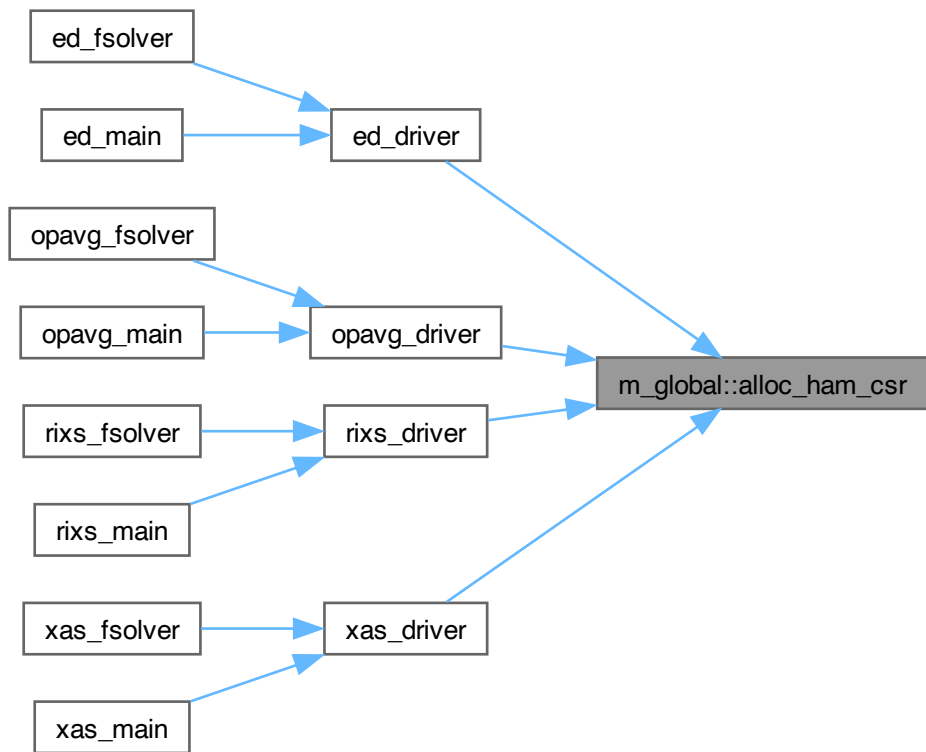 ed_fsolver
ed_main
ed_driver
opavg_fsolver
opavg_main
opavg_driver
m_global::alloc_ham_csr
rixs_fsolver
rixs_driver
rixs_main
xas_fsolver
xas_driver
xas_main